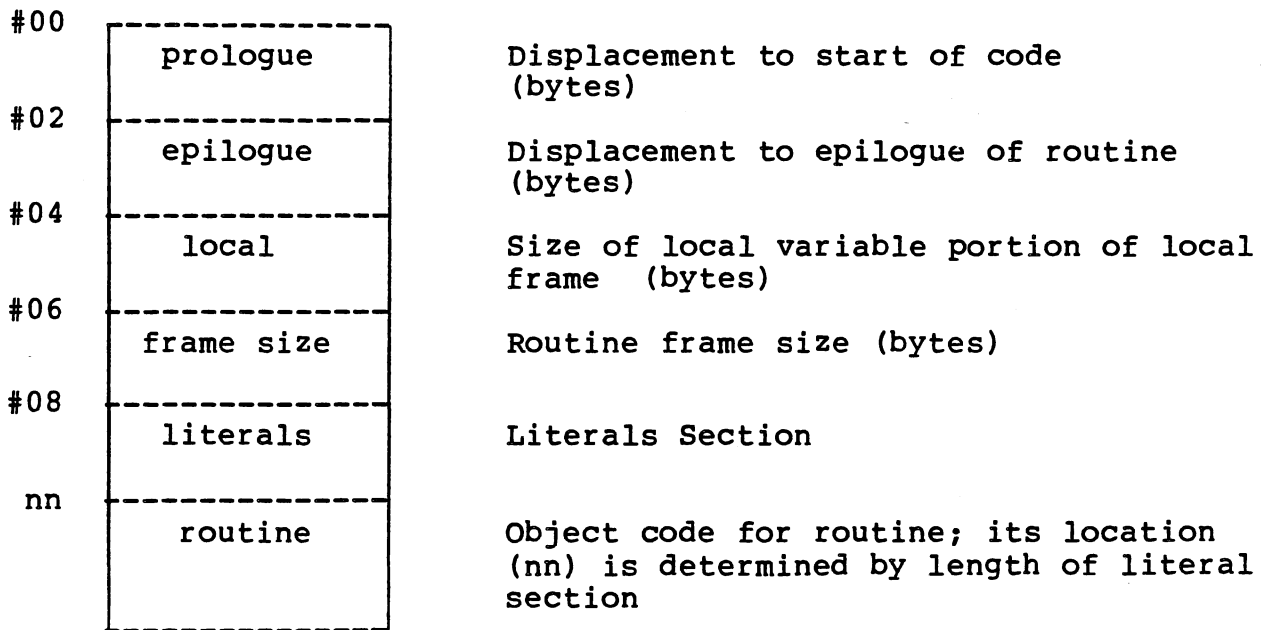 #00
prologue Displacement to start of code
(bytes)
#02
epilogue Displacement to epilogue of routine
(bytes)
#04
local Size of local variable portion of local
frame (bytes)
#06
frame size Routine frame size (bytes)
#08
literals Literals Section
nn
routine Object code for routine; its location
(nn) is determined by length of literal
section